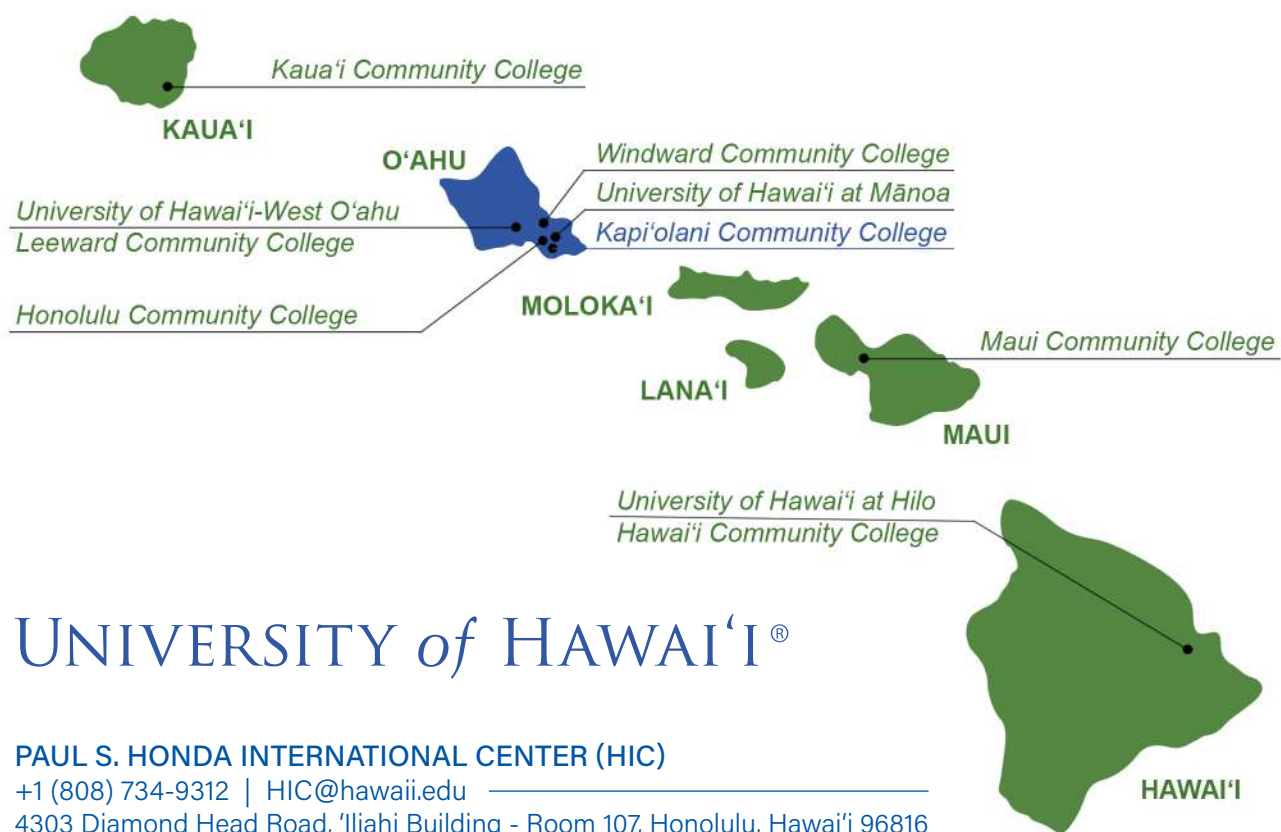 Kaua‘i Community College
KAUA‘I
O‘AHU
Windward Community College
University of Hawai‘i at Mānoa
Kapi‘olani Community College
University of Hawai‘i-West O‘ahu
Leeward Community College
Honolulu Community College
MOLOKA‘I
Maui Community College
LANA‘I
MAUI
University of Hawai‘i at Hilo
Hawai‘i Community College
UNIVERSITY of HAWAI‘I®
PAUL S. HONDA INTERNATIONAL CENTER (HIC)
+1 (808) 734-9312 | HIC@hawaii.edu
4303 Diamond Head Road, ‘Iliahi Building - Room 107, Honolulu, Hawai‘i 96816
HAWAI‘I